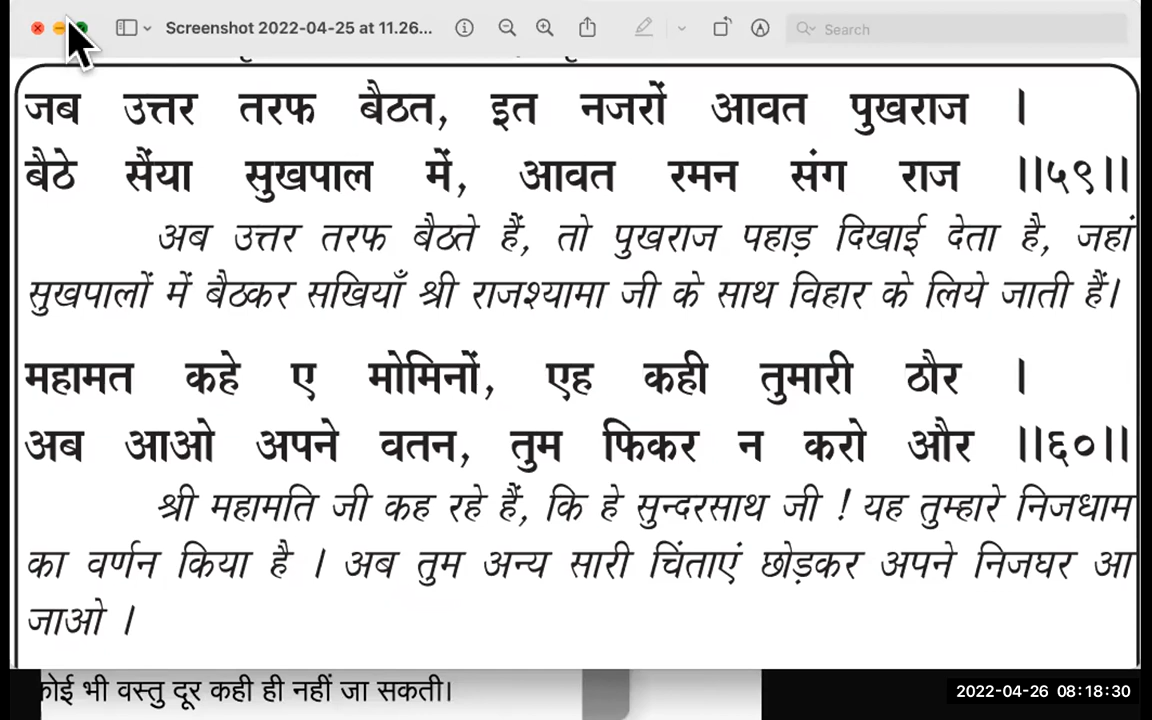 Screenshot 2022-04-25 at 11.26...
Search
जब उत्तर तरफ बैठत, इत नजरों आवत पुखराज ।
बैठे सैंया सुखपाल में, आवत रमन संग राज ।।५९।।
अब उत्तर तरफ बैठते हैं, तो पुखराज पहाड़ दिखाई देता है, जहां
सुखपालों में बैठकर सखियाँ श्री राजश्यामा जी के साथ विहार के लिये जाती हैं।
महामत कहे ए मोमिनों, एह कही तुमारी ठौर ।
अब आओ अपने वतन, तुम फिकर न करो और ।।६०।।
श्री महामति जी कह रहे हैं, कि हे सुन्दरसाथ जी ! यह तुम्हारे निजधाम
का वर्णन किया है । अब तुम अन्य सारी चिंताएं छोड़कर अपने निजघर आ
जाओ ।
कोई भी वस्तु दूर कही ही नहीं जा सकती।
2022-04-26 08:18:30